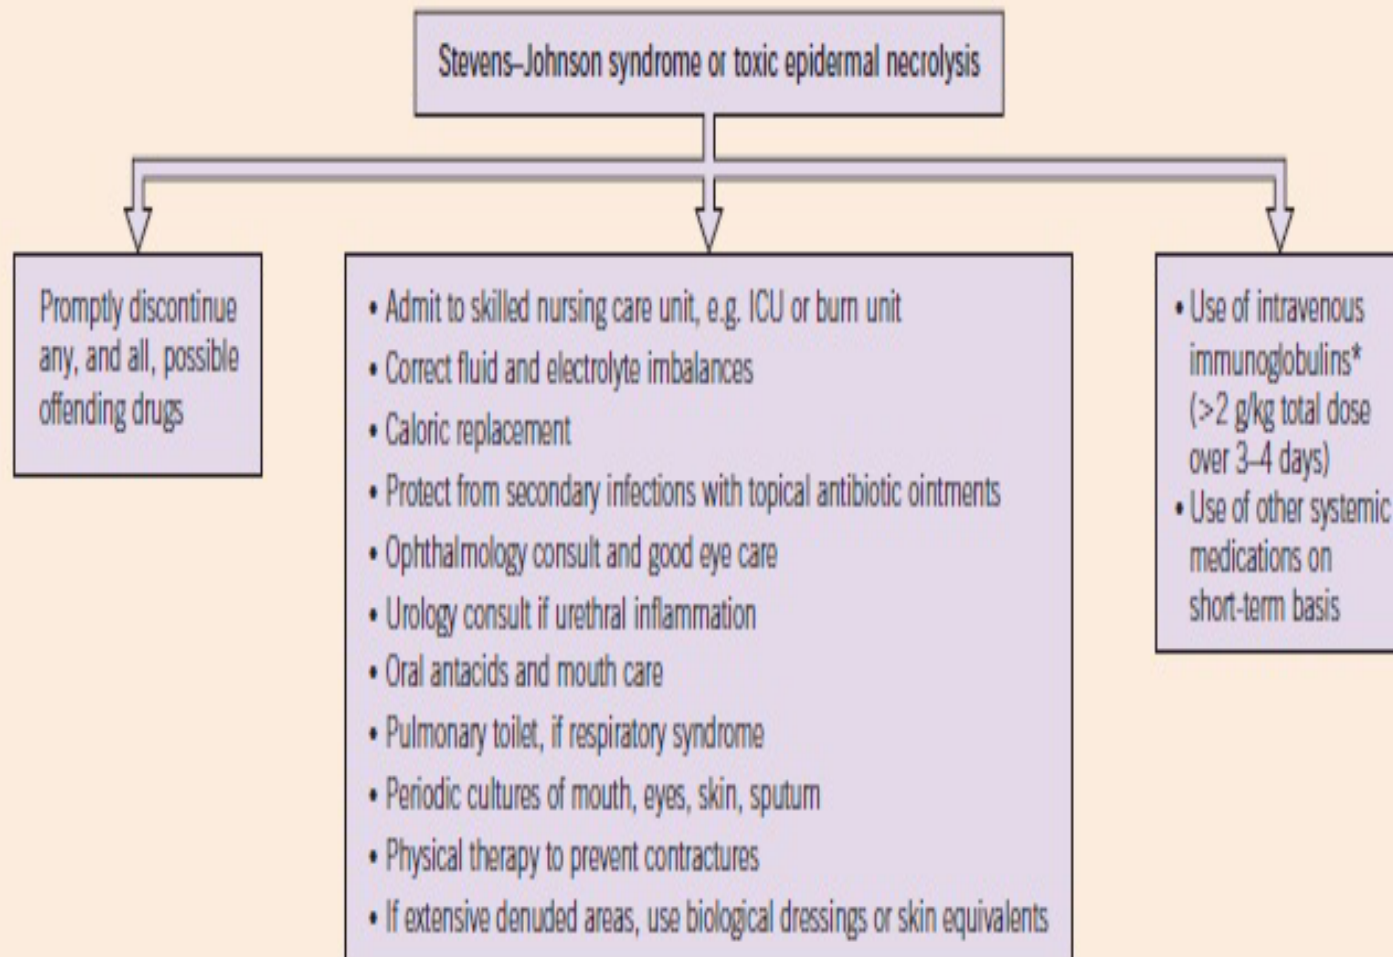 Stevens–Johnson syndrome or toxic epidermal necrolysis
Promptly discontinue
any, and all, possible
offending drugs
• Admit to skilled nursing care unit, e.g. ICU or burn unit
• Correct fluid and electrolyte imbalances
• Caloric replacement
• Protect from secondary infections with topical antibiotic ointments
• Ophthalmology consult and good eye care
• Urology consult if urethral inflammation
• Oral antacids and mouth care
• Pulmonary toilet, if respiratory syndrome
• Periodic cultures of mouth, eyes, skin, sputum
• Physical therapy to prevent contractures
• If extensive denuded areas, use biological dressings or skin equivalents
• Use of intravenous
immunoglobulins*
(>2 g/kg total dose
over 3–4 days)
• Use of other systemic
medications on
short-term basis